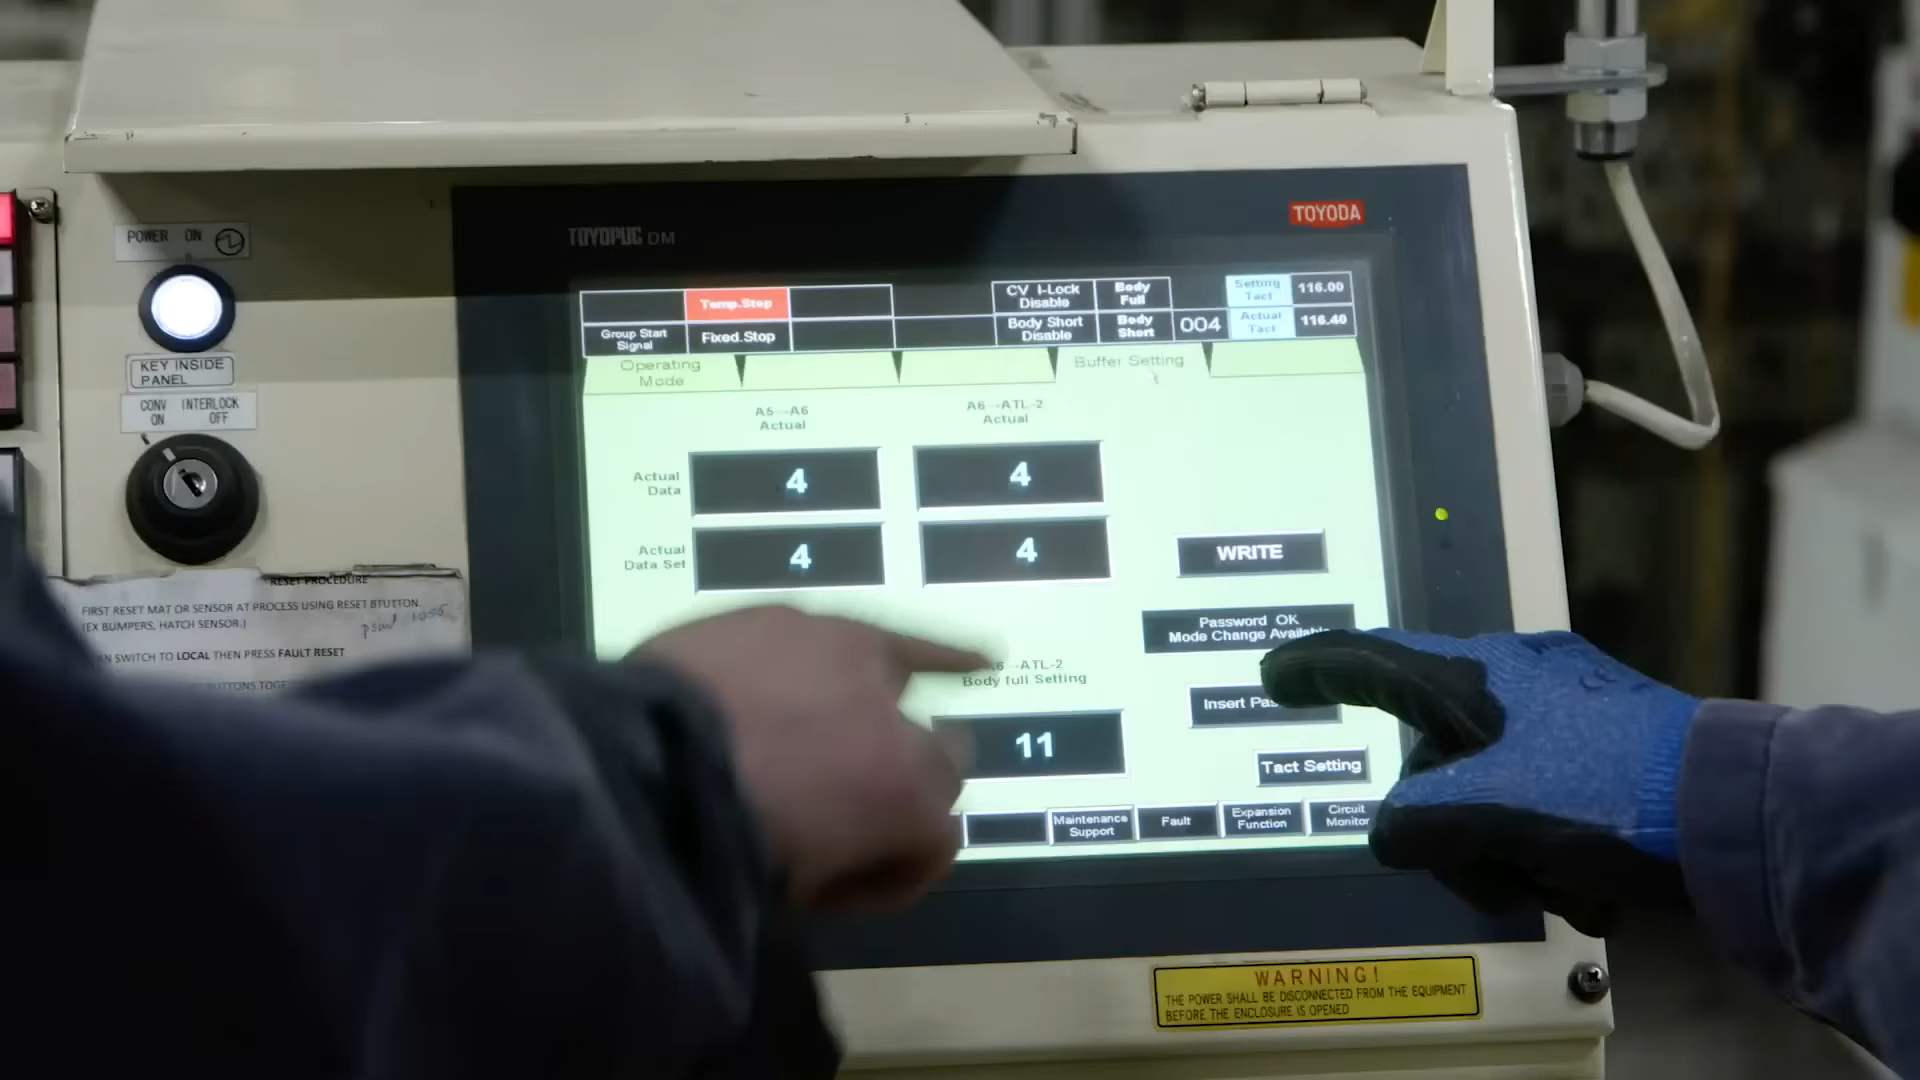 POWER ON
KEY INSIDE
PANEL
CONV INTERLOCK
ON OFF
RESET PROCEDURE
FIRST RESET MAT OR SENSOR AT PROCESS USING RESET BTUTTON.
(EX BUMPERS, HATCH SENSOR.)
SWITCH TO LOCAL THEN PRESS FAULT RESET
TOYOPUC DM
TOYODA
Temp.Stop
Group Start
Signal
Fixed.Stop
CV I-Lock
Disable
Body
Full
Body Short
Disable
Body
Short
004
Setting
Tact
116.00
Actual
Tact
116.40
Operating
Mode
Buffer Setting
A5→A6
Actual
A6→ATL-2
Actual
Actual
Data
4
4
Actual
Data Set
4
4
WRITE
Password OK
Mode Change Available
ATL-2
Body full Setting
11
Insert
Tact Setting
Maintenance
Support
Fault
Expansion
Function
Circuit
Monitor
WARNING!
THE POWER SHALL BE DISCONNECTED FROM THE EQUIPMENT
BEFORE THE ENCLOSURE IS OPENED